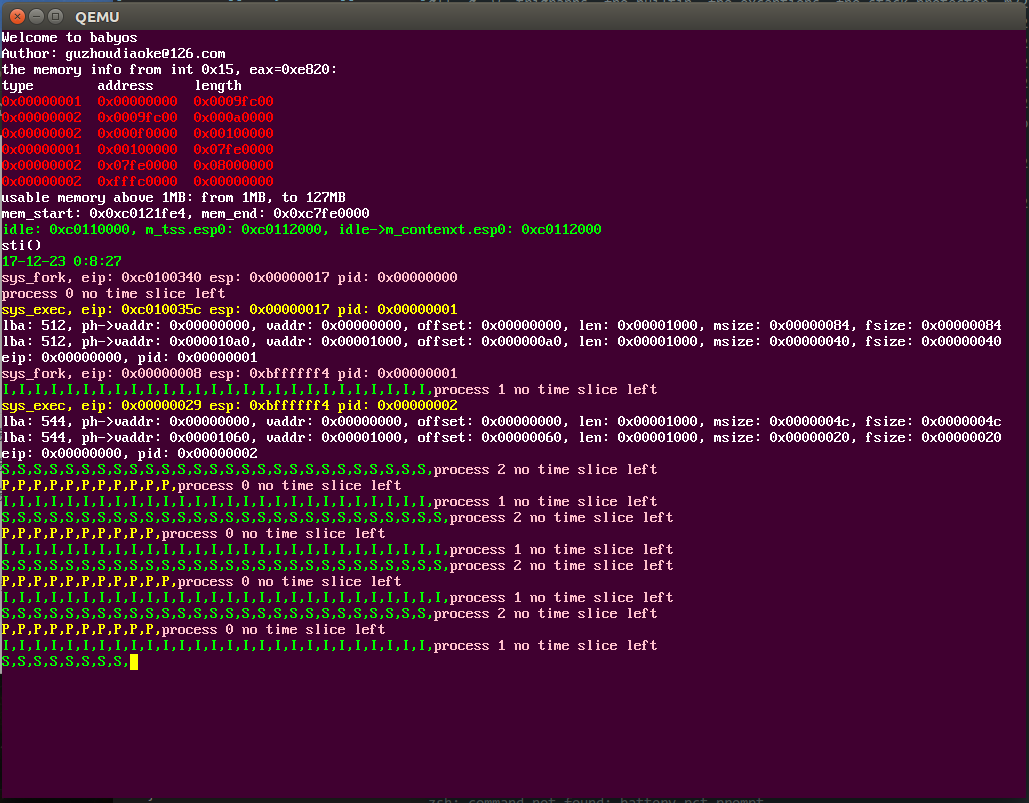 QEMU
Welcome to babyos
Author: guzhoudiaoke@126.com
the memory info from int 0x15, eax=0xe820:
type address length
0x00000001 0x00000000 0x0009fc00
0x00000002 0x0009fc00 0x000a0000
0x00000002 0x000f0000 0x00100000
0x00000001 0x00100000 0x07fe0000
0x00000002 0x07fe0000 0x08000000
0x00000002 0xfffc0000 0x00000000
usable memory above 1MB: from 1MB, to 127MB
mem_start: 0x0xc0121fe4, mem_end: 0x0xc7fe0000
idle: 0xc0110000, m_tss.esp0: 0xc0112000, idle->m_contenxt.esp0: 0xc0112000
sti()
17-12-23 0:8:27
sys_fork, eip: 0xc0100340 esp: 0x00000017 pid: 0x00000000
process 0 no time slice left
sys_exec, eip: 0xc010035c esp: 0x00000017 pid: 0x00000001
lba: 512, ph->vaddr: 0x00000000, vaddr: 0x00000000, offset: 0x00000000, len: 0x00001000, msize: 0x00000084, fsize: 0x00000084
lba: 512, ph->vaddr: 0x000010a0, vaddr: 0x00001000, offset: 0x000000a0, len: 0x00001000, msize: 0x00000040, fsize: 0x00000040
eip: 0x00000000, pid: 0x00000001
sys_fork, eip: 0x00000008 esp: 0xbffffff4 pid: 0x00000001
I,I,I,I,I,I,I,I,I,I,I,I,I,I,I,I,I,I,I,I,I,I,I,I,I,I,I,process 1 no time slice left
sys_exec, eip: 0x00000029 esp: 0xbffffff4 pid: 0x00000002
lba: 544, ph->vaddr: 0x00000000, vaddr: 0x00000000, offset: 0x00000000, len: 0x00001000, msize: 0x0000004c, fsize: 0x0000004c
lba: 544, ph->vaddr: 0x00001060, vaddr: 0x00001000, offset: 0x00000060, len: 0x00001000, msize: 0x00000020, fsize: 0x00000020
eip: 0x00000000, pid: 0x00000002
S,S,S,S,S,S,S,S,S,S,S,S,S,S,S,S,S,S,S,S,S,S,S,S,S,S,S,process 2 no time slice left
P,P,P,P,P,P,P,P,P,P,P,process 0 no time slice left
I,I,I,I,I,I,I,I,I,I,I,I,I,I,I,I,I,I,I,I,I,I,I,I,I,I,I,process 1 no time slice left
S,S,S,S,S,S,S,S,S,S,S,S,S,S,S,S,S,S,S,S,S,S,S,S,S,S,S,S,process 2 no time slice left
P,P,P,P,P,P,P,P,P,P,process 0 no time slice left
I,I,I,I,I,I,I,I,I,I,I,I,I,I,I,I,I,I,I,I,I,I,I,I,I,I,I,I,process 1 no time slice left
S,S,S,S,S,S,S,S,S,S,S,S,S,S,S,S,S,S,S,S,S,S,S,S,S,S,S,S,process 2 no time slice left
P,P,P,P,P,P,P,P,P,P,P,process 0 no time slice left
I,I,I,I,I,I,I,I,I,I,I,I,I,I,I,I,I,I,I,I,I,I,I,I,I,I,I,I,process 1 no time slice left
S,S,S,S,S,S,S,S,S,S,S,S,S,S,S,S,S,S,S,S,S,S,S,S,S,S,S,process 2 no time slice left
P,P,P,P,P,P,P,P,P,P,process 0 no time slice left
I,I,I,I,I,I,I,I,I,I,I,I,I,I,I,I,I,I,I,I,I,I,I,I,I,I,I,process 1 no time slice left
S,S,S,S,S,S,S,S,
zsh: command not found: battery_pct_prompt